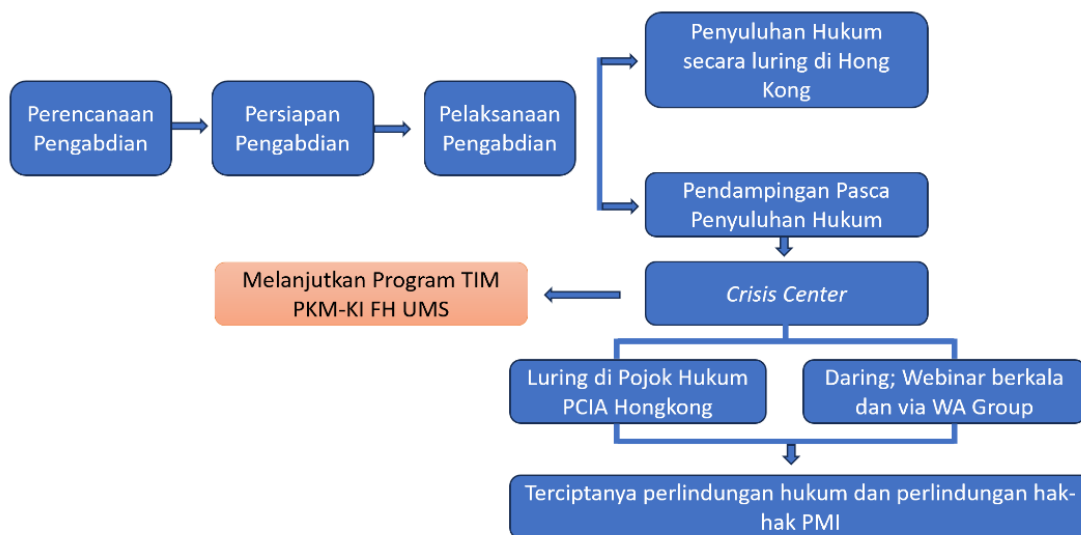 Perencanaan
Pengabdian
Persiapan
Pengabdian
Pelaksanaan
Pengabdian
Penyuluhan Hukum
secara luring di Hong
Kong
Pendampingan Pasca
Penyuluhan Hukum
Melanjutkan Program TIM
PKM-KI FH UMS
Crisis Center
Luring di Pojok Hukum
PCIA Hongkong
Daring; Webinar berkala
dan via WA Group
Terciptanya perlindungan hukum dan perlindungan hak-
hak PMI